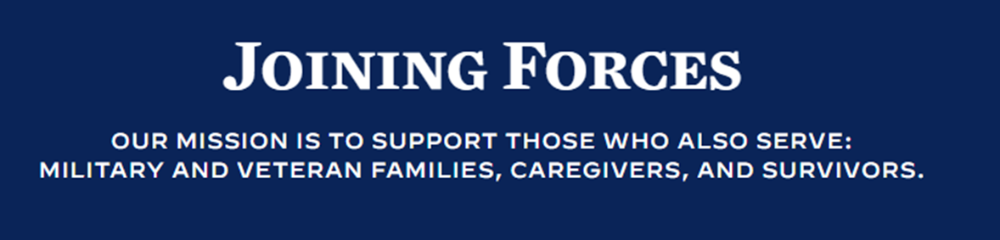 JOINING FORCES
OUR MISSION IS TO SUPPORT THOSE WHO ALSO SERVE:
MILITARY AND VETERAN FAMILIES, CAREGIVERS, AND SURVIVORS.